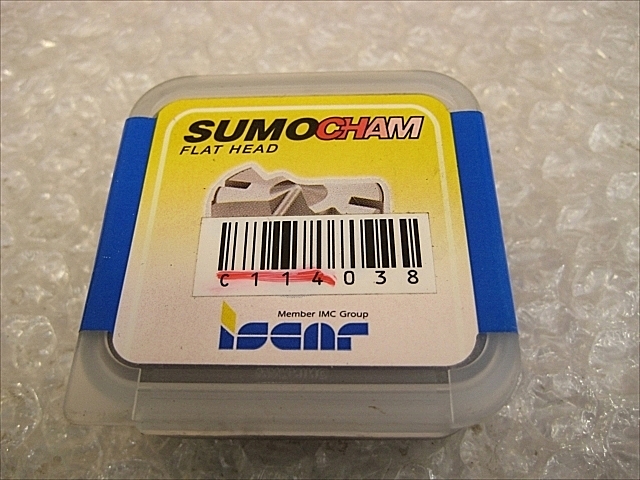 SUMOCHAM
FLAT HEAD
C114038
Member IMC Group
iscar